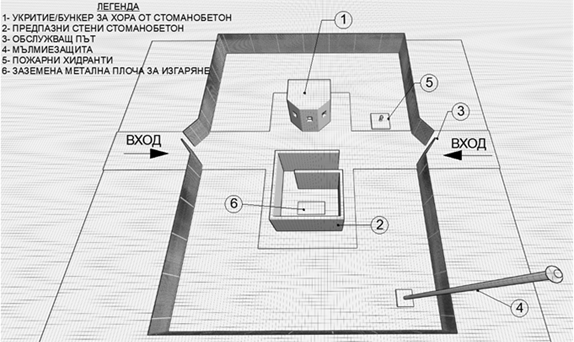 ЛЕГЕНДА
1- УКРИТИЕ/БУНКЕР ЗА ХОРА ОТ СТОМАНОБЕТОН
2- ПРЕДПАЗНИ СТЕНИ СТОМАНОБЕТОН
3- ОБСЛУЖВАЩ ПЪТ
4- МЪЛМИЕЗАЩИТА
5- ПОЖАРНИ ХИДРАНТИ
6- ЗАЗЕМЕНА МЕТАЛНА ПЛОЧА ЗА ИЗГАРЯНЕ
1
5
3
ВХОД
ВХОД
6
2
4